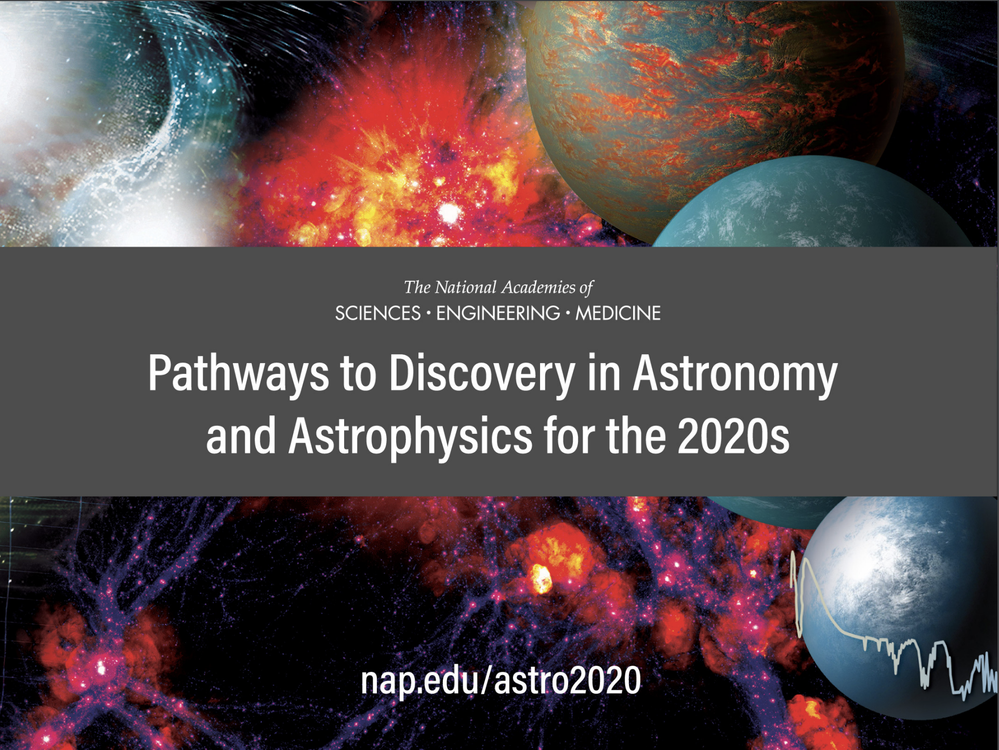 The National Academies of
SCIENCES · ENGINEERING · MEDICINE
Pathways to Discovery in Astronomy
and Astrophysics for the 2020s
nap.edu/astro2020